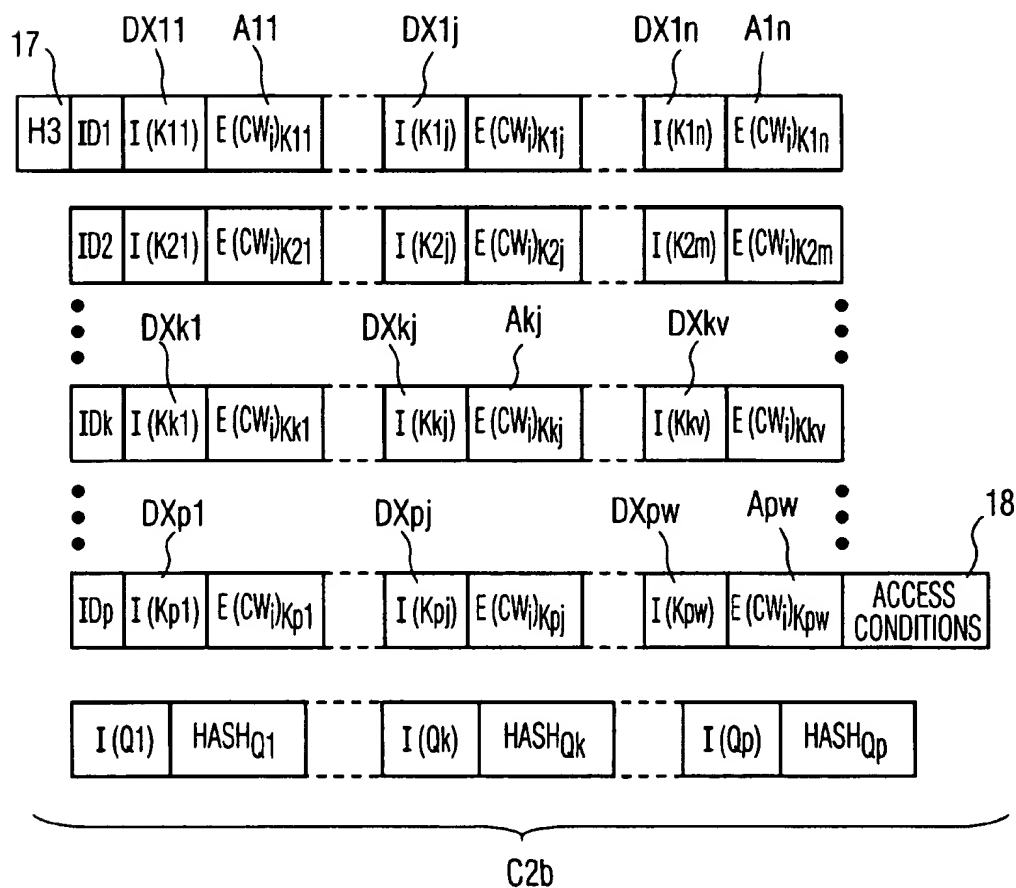 17 DX11 A11 DX1j DX1n A1n
H3 ID1 I(K11) E(CWi)K11 I(K1j) E(CWi)K1j I(K1n) E(CWi)K1n
ID2 I(K21) E(CWi)K21 I(K2j) E(CWi)K2j I(K2m) E(CWi)K2m
DXk1 DXkj Akj DXkv
IDk I(Kk1) E(CWi)Kk1 I(Kkj) E(CWi)Kkj I(Kkv) E(CWi)Kkv
DXp1 DXpj DXpw Apw 18
IDp I(Kp1) E(CWi)Kp1 I(Kpj) E(CWi)Kpj I(Kpw) E(CWi)Kpw ACCESS
CONDITIONS
I(Q1) HASHQ1 I(Qk) HASHQk I(Qp) HASHQp
C2b